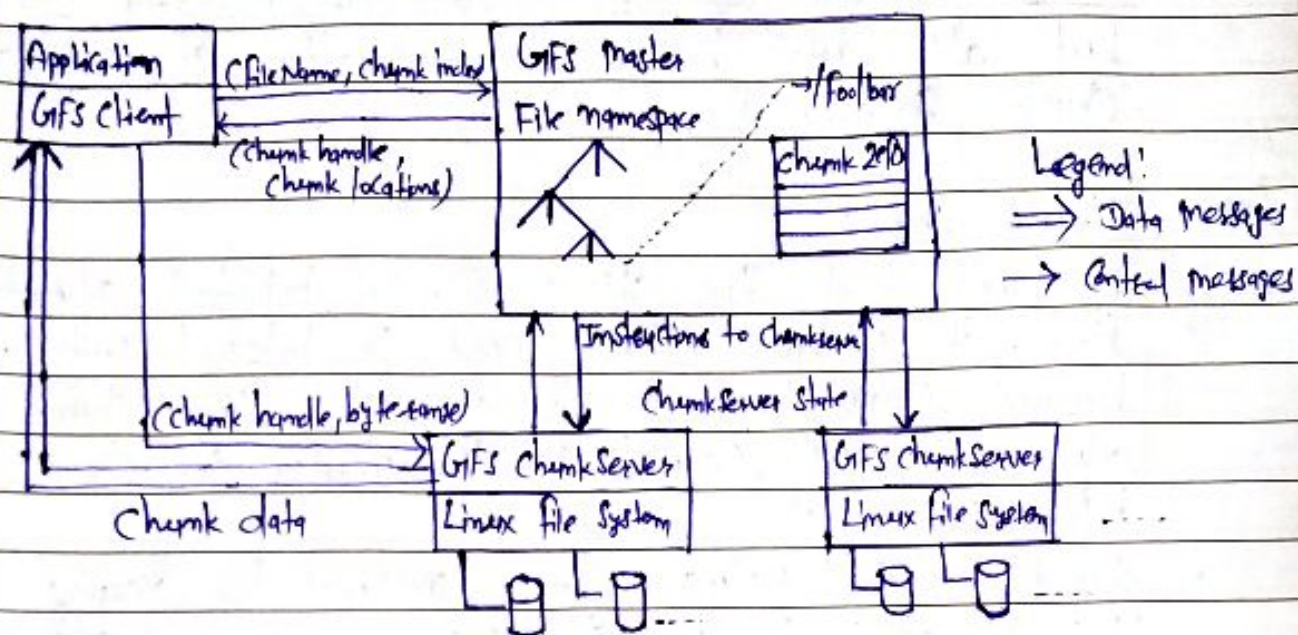 Application
GFS Client
(fileName, Chunk index
(Chunk handle,
Chunk locations)
GFS Master
File namespace
/foo/bar
Chunk 2ef0
Legend:
Data Messages
Control Messages
Instructions to Chunkserver
ChunkServer State
(Chunk handle, byte range)
Chunk data
GFS ChunkServer
Linux file System
GFS ChunkServer
Linux file System